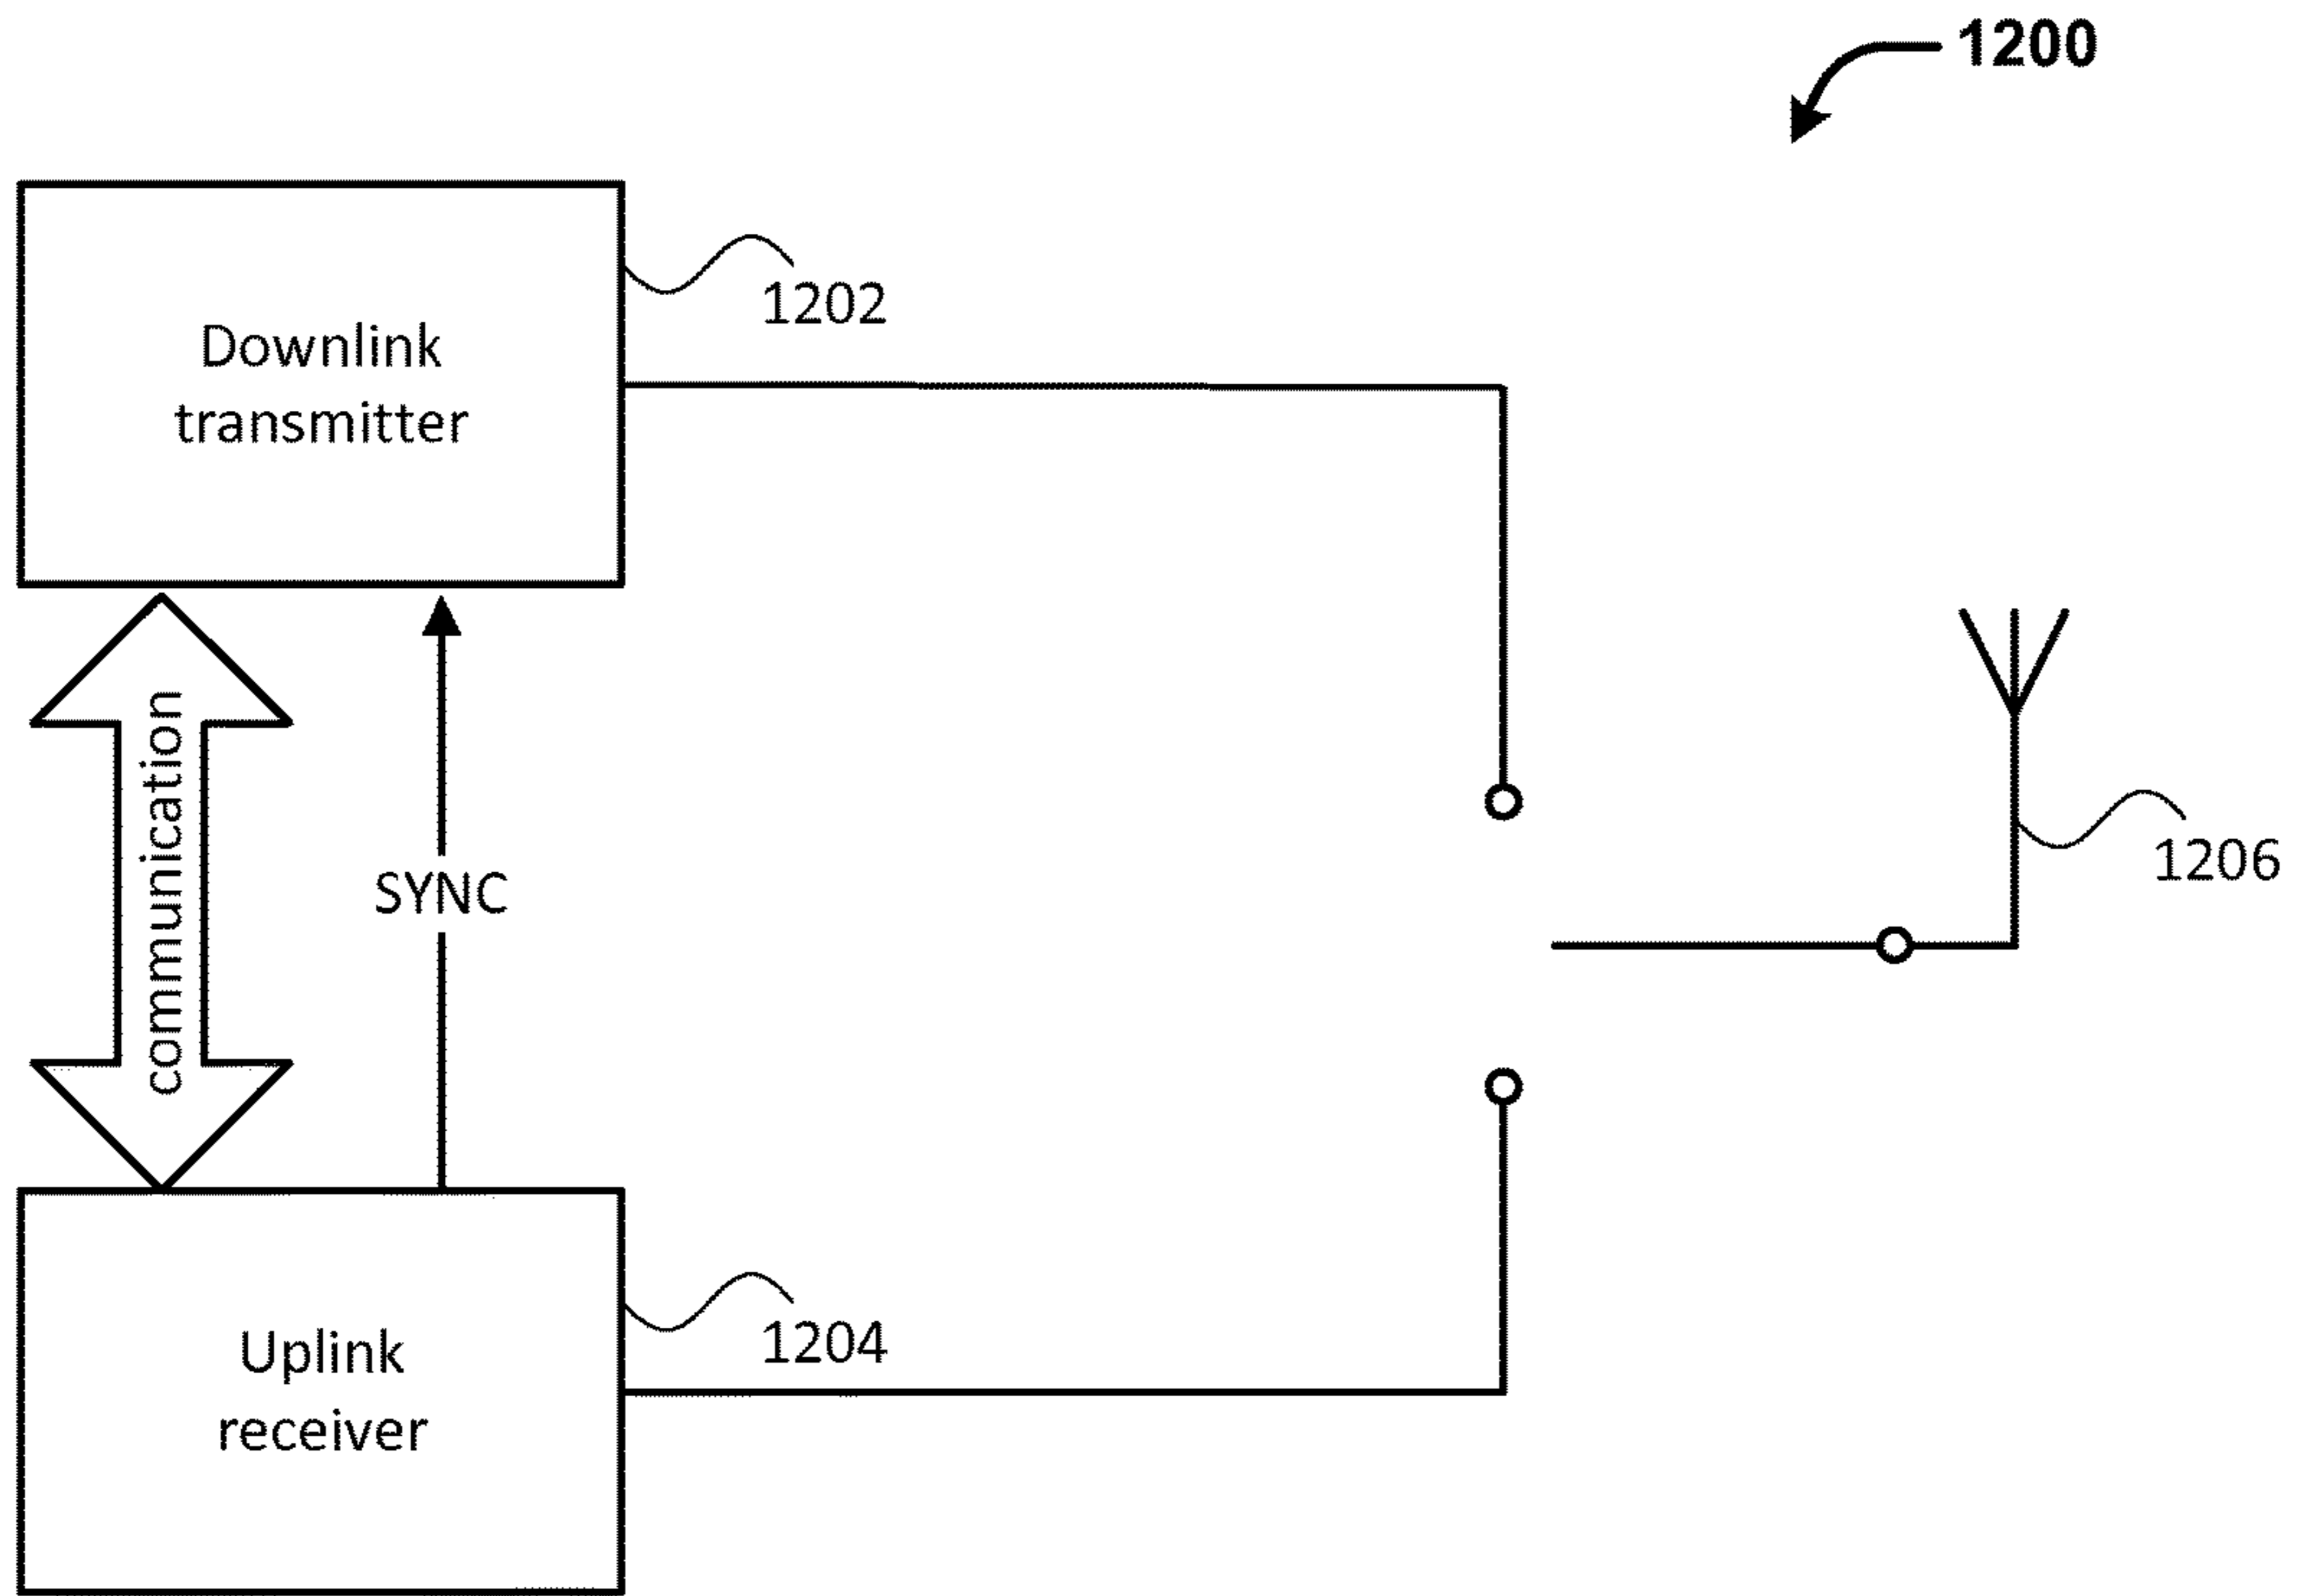 1200
1202
Downlink
transmitter
communication
SYNC
1206
1204
Uplink
receiver